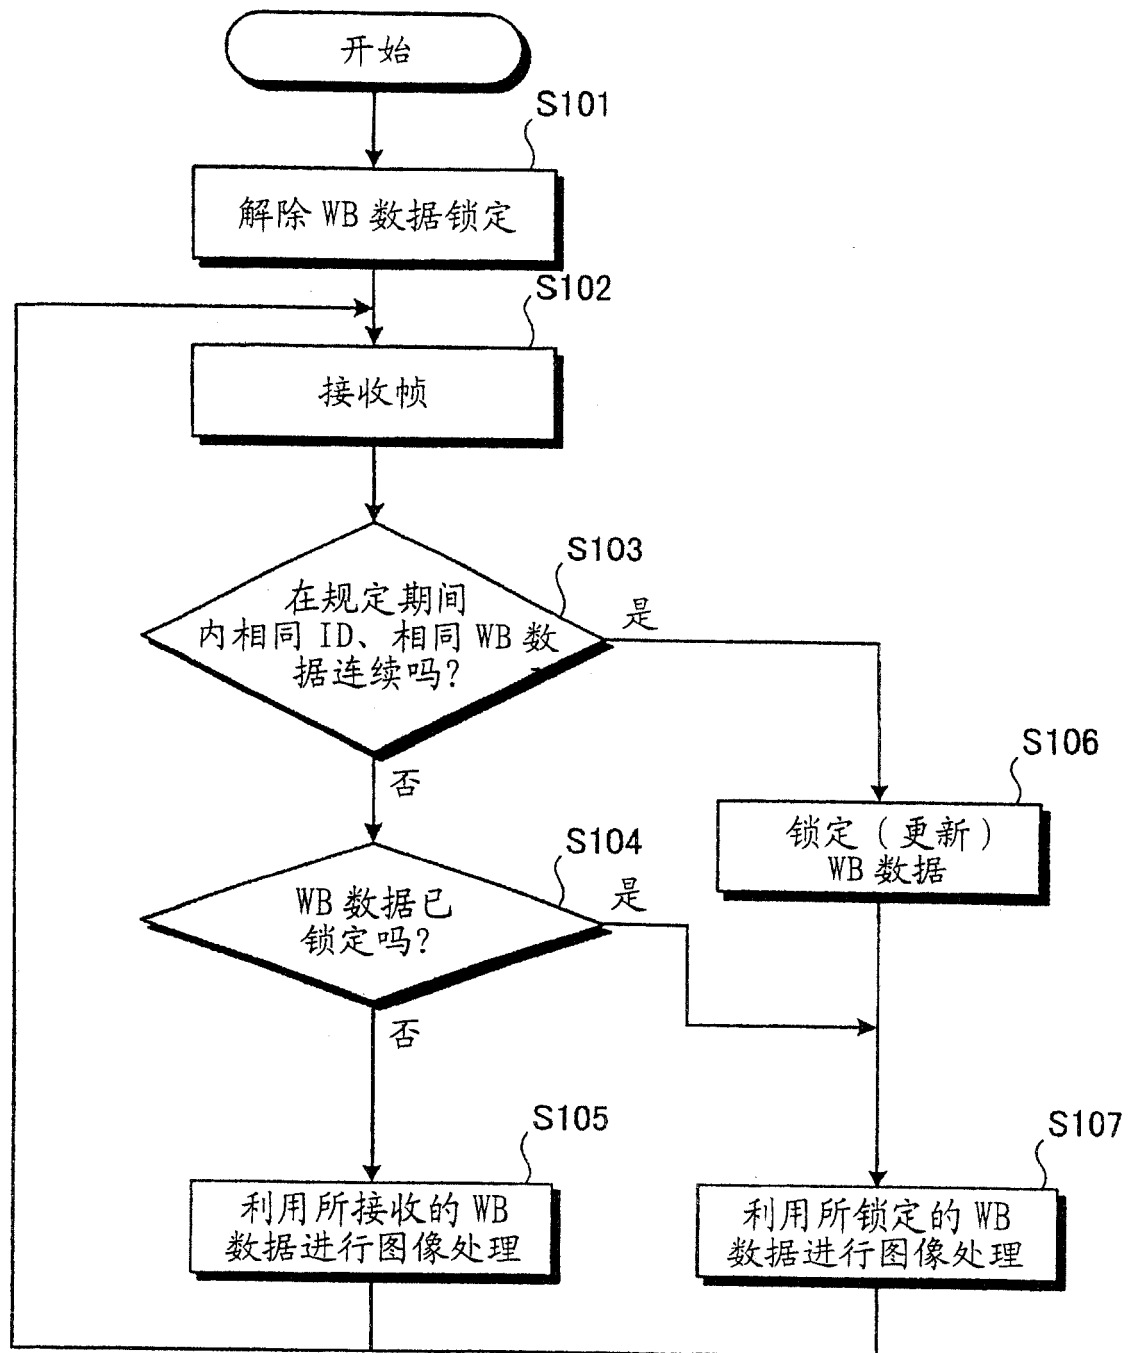 开始
S101
解除 WB 数据锁定
S102
接收帧
S103
在规定期间
内相同 ID、相同 WB 数
据连续吗?
是
否
S104
WB 数据已
锁定吗?
是
否
S106
锁定（更新）
WB 数据
S105
利用所接收的 WB
数据进行图像处理
S107
利用所锁定的 WB
数据进行图像处理